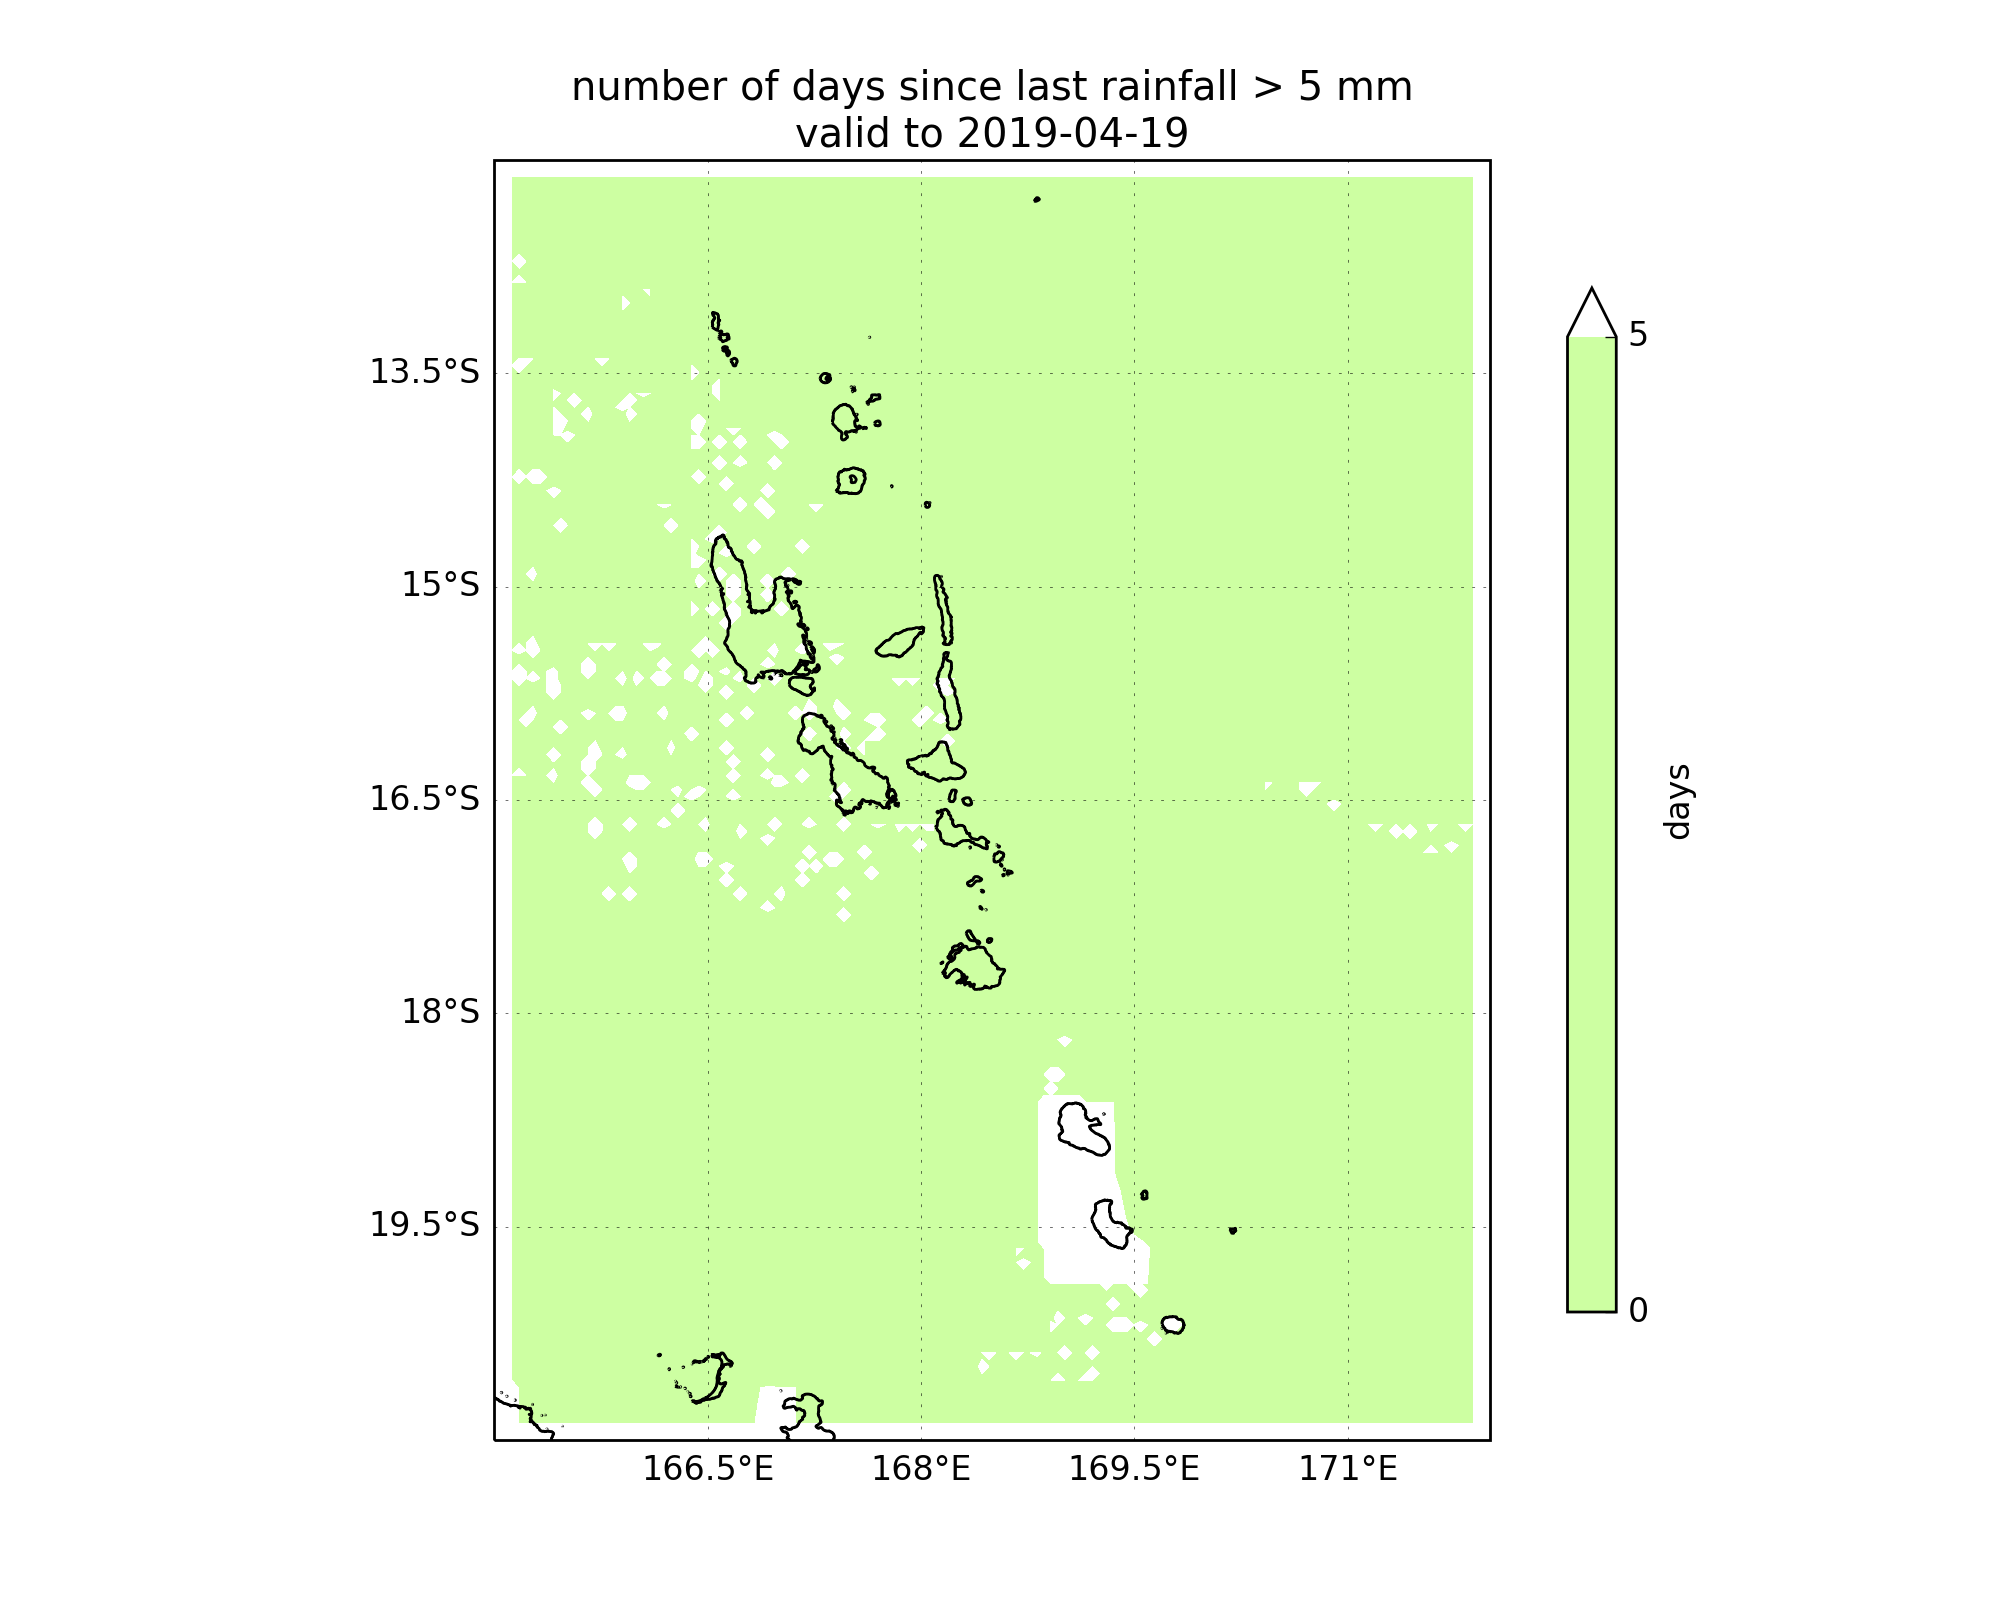 number of days since last rainfall > 5 mm
valid to 2019-04-19
13.5°S
15°S
16.5°S
18°S
19.5°S
166.5°E
168°E
169.5°E
171°E
5
days
0